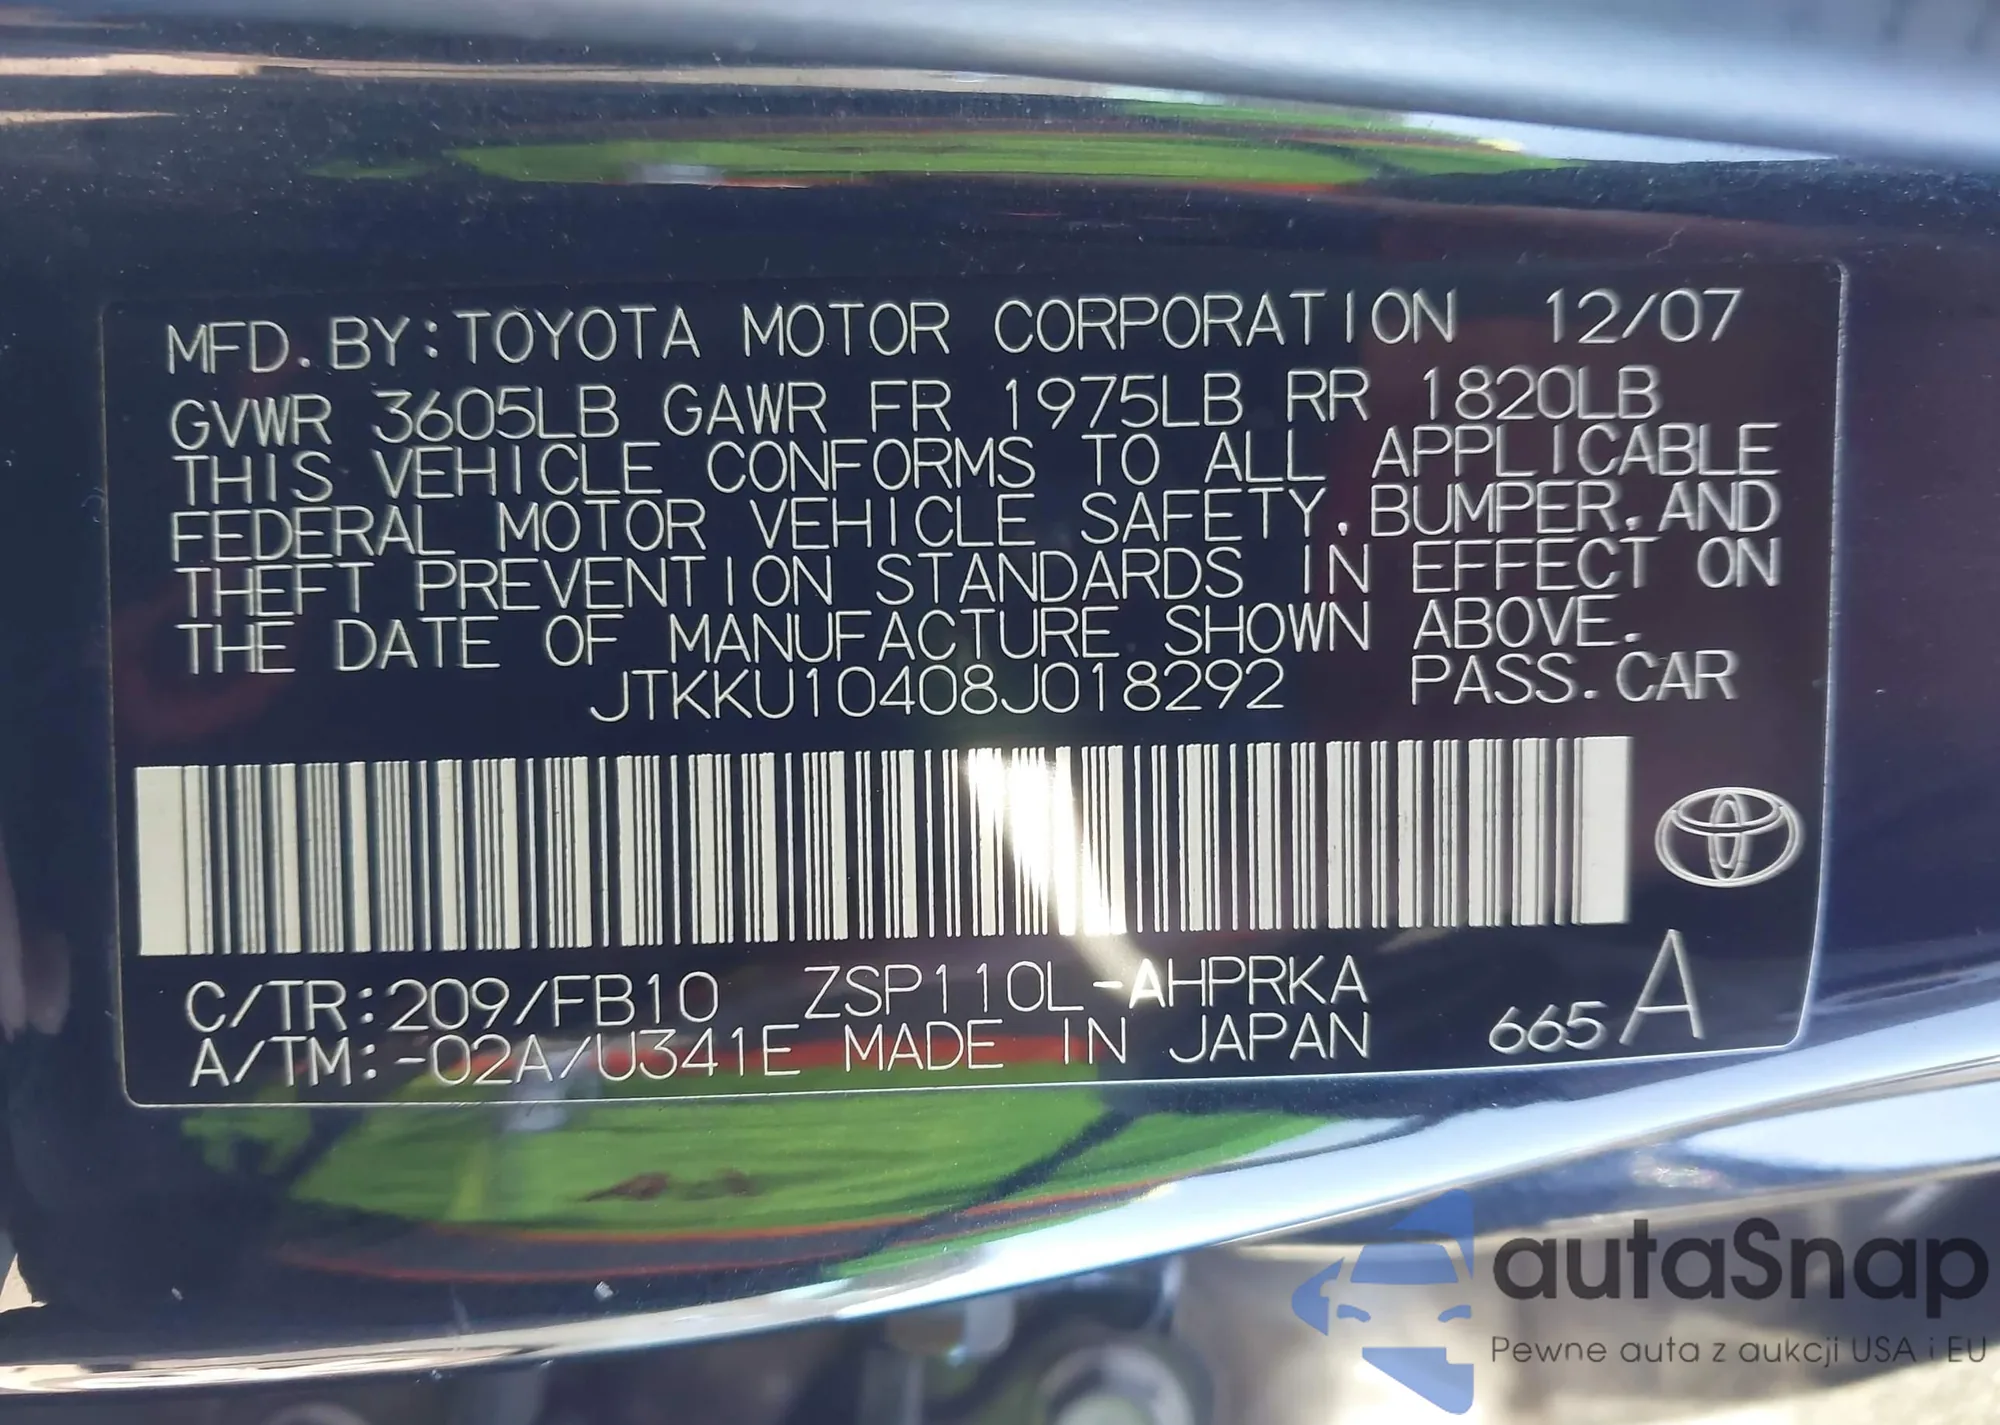 MFD.BY:TOYOTA MOTOR CORPORATION 12/07
GVWR 3605LB GAWR FR 1975LB RR 1820LB
THIS VEHICLE CONFORMS TO ALL APPLICABLE
FEDERAL MOTOR VEHICLE SAFETY,BUMPER,AND
THEFT PREVENTION STANDARDS IN EFFECT ON
THE DATE OF MANUFACTURE SHOWN ABOVE.
JTKKU10408J018292 PASS.CAR
C/TR:209/FB10 ZSP110L-AHPRKA
A/TM:-02A/U341E MADE IN JAPAN 665 A
autaSnap
Pewne auta z aukcji USA i EU